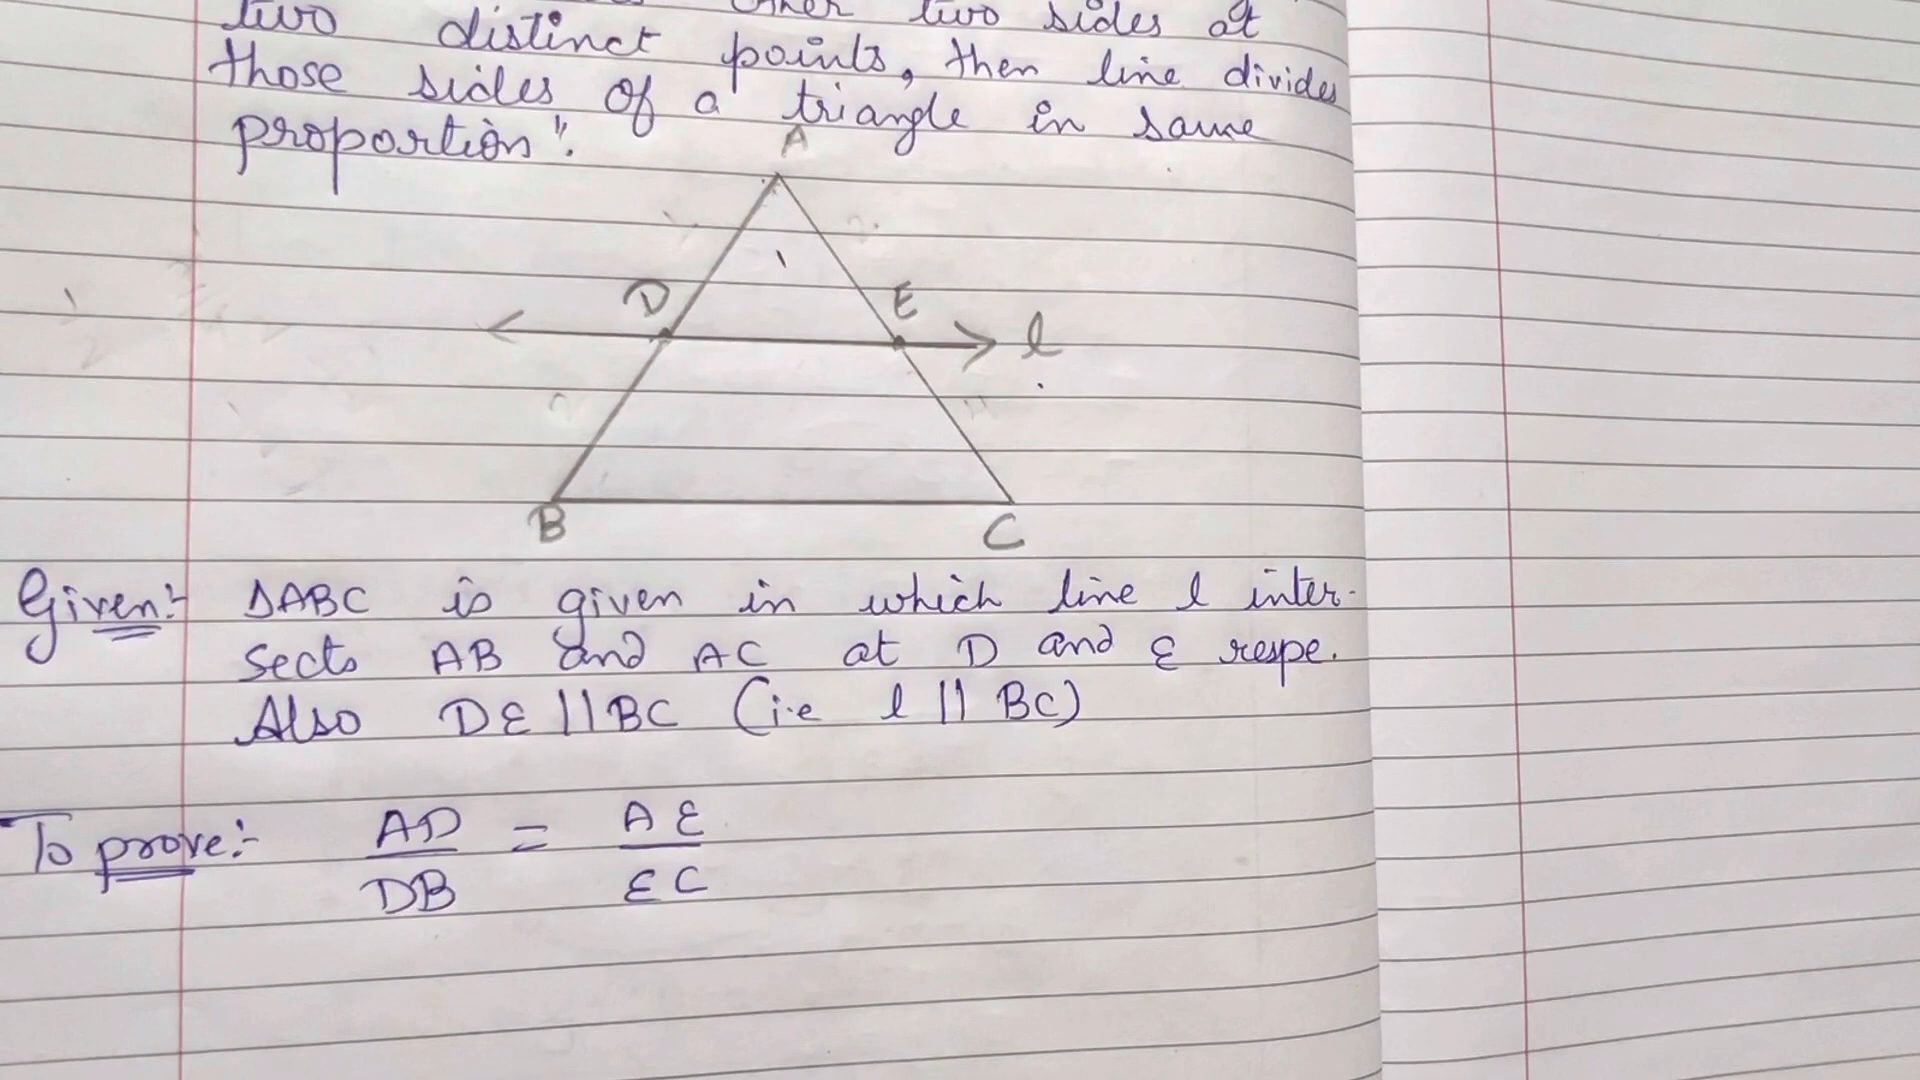 two distinct points, then line divides
those sides of a triangle in same
proportion".
A
D
E
l
B
C
Given:- ΔABC is given in which line l inter-
sects AB and AC at D and E respe.
Also DE || BC (i.e l || BC)
To prove:- AD/DB = AE/EC